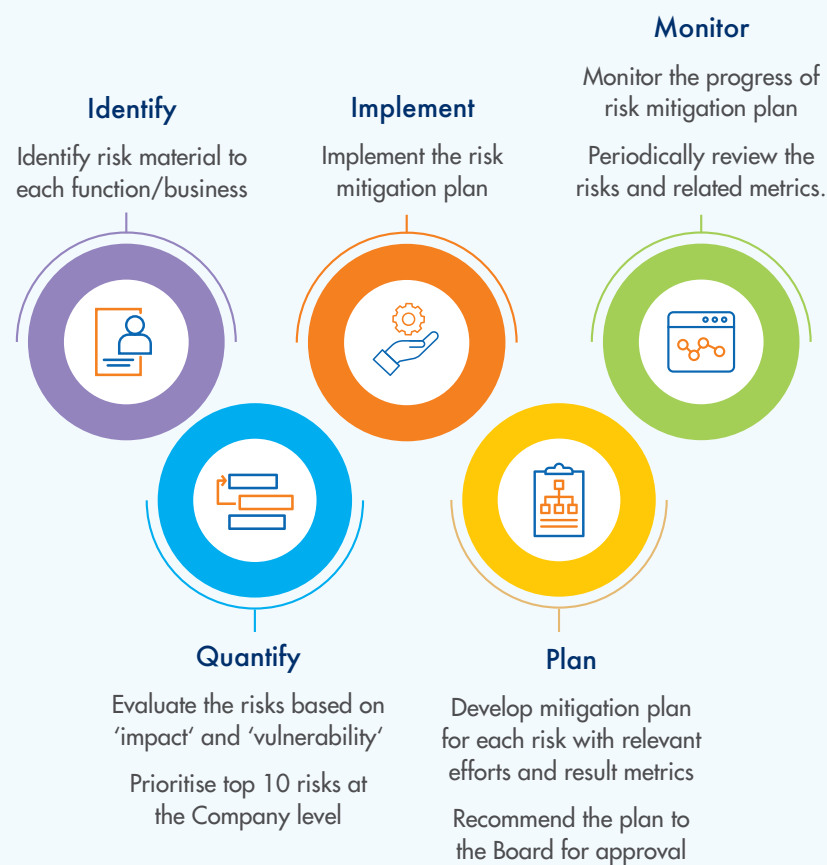 Identify
Identify risk material to
each function/business
Implement
Implement the risk
mitigation plan
Monitor
Monitor the progress of
risk mitigation plan
Periodically review the
risks and related metrics.
Quantify
Evaluate the risks based on
‘impact‘ and ‘vulnerability‘
Prioritise top 10 risks at
the Company level
Plan
Develop mitigation plan
for each risk with relevant
efforts and result metrics
Recommend the plan to
the Board for approval